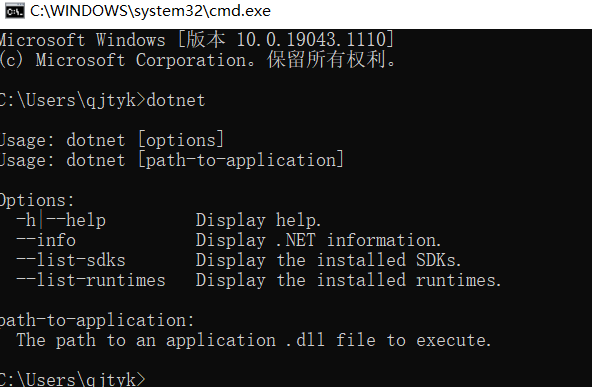 C:\WINDOWS\system32\cmd.exe
Microsoft Windows [版本 10.0.19043.1110]
(c) Microsoft Corporation。保留所有权利。
C:\Users\qjtyk>dotnet
Usage: dotnet [options]
Usage: dotnet [path-to-application]
Options:
-h|--help Display help.
--info Display .NET information.
--list-sdks Display the installed SDKs.
--list-runtimes Display the installed runtimes.
path-to-application:
The path to an application .dll file to execute.
C:\Users\qjtyk>